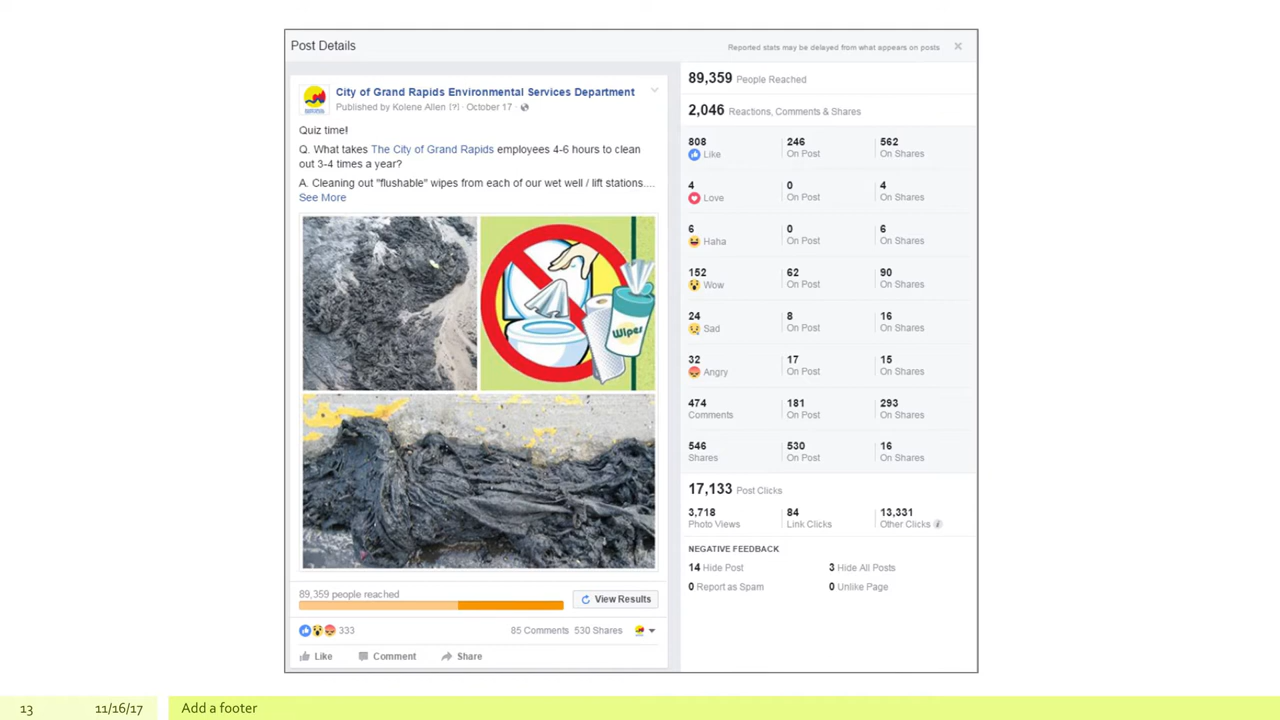 Post Details
Reported stats may be delayed from what appears on posts
City of Grand Rapids Environmental Services Department
Published by Kolene Allen [?] · October 17 ·
Quiz time!
Q. What takes The City of Grand Rapids employees 4-6 hours to clean
out 3-4 times a year?
A. Cleaning out "flushable" wipes from each of our wet well / lift stations....
See More
Wipes
89,359 people reached
View Results
333
85 Comments 530 Shares
Like Comment Share
89,359 People Reached
2,046 Reactions, Comments & Shares
808 246 562
Like On Post On Shares
4 0 4
Love On Post On Shares
6 0 6
Haha On Post On Shares
152 62 90
Wow On Post On Shares
24 8 16
Sad On Post On Shares
32 17 15
Angry On Post On Shares
474 181 293
Comments On Post On Shares
546 530 16
Shares On Post On Shares
17,133 Post Clicks
3,718 84 13,331
Photo Views Link Clicks Other Clicks
NEGATIVE FEEDBACK
14 Hide Post 3 Hide All Posts
0 Report as Spam 0 Unlike Page
13 11/16/17 Add a footer